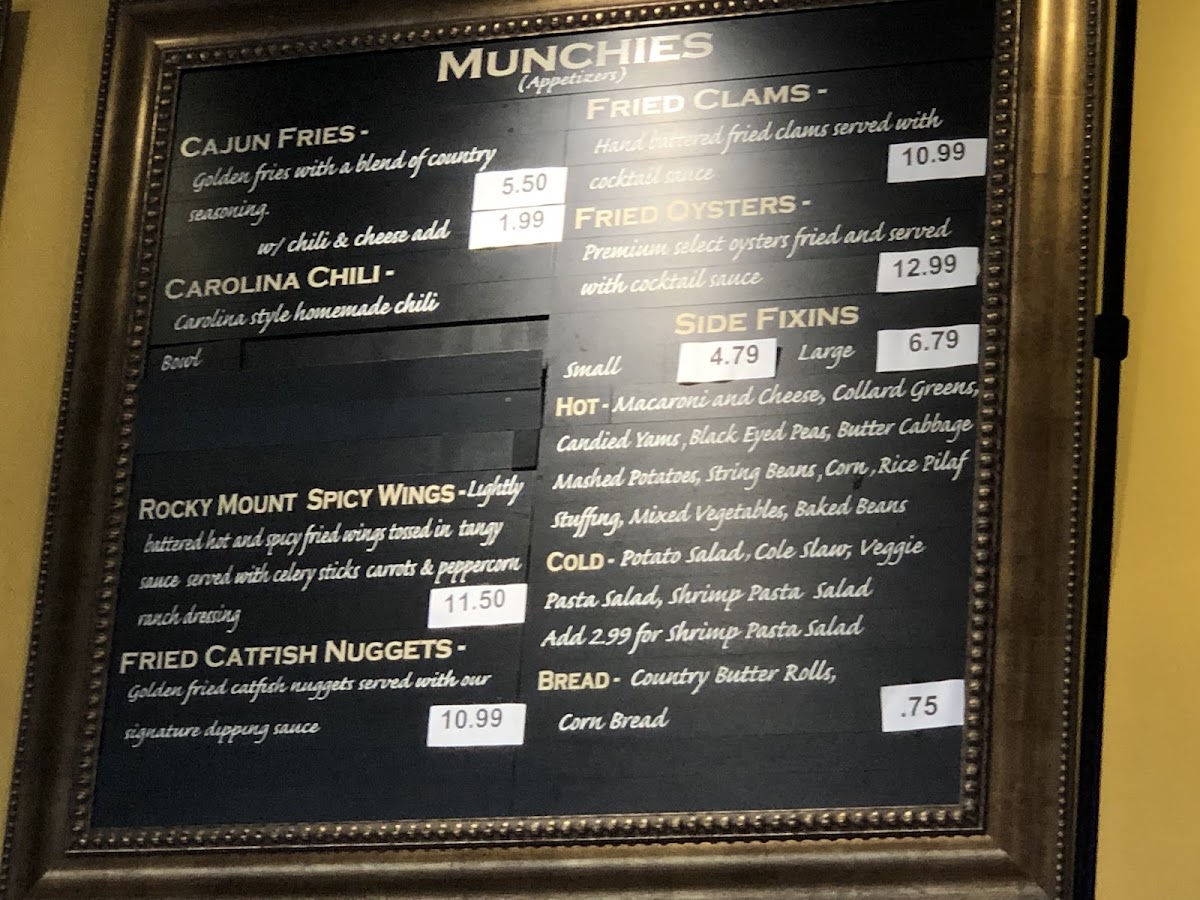 MUNCHIES
(Appetizers)
CAJUN FRIES -
Golden fries with a blend of country
seasoning. 5.50
w/ chili & cheese add 1.99
CAROLINA CHILI -
Carolina style homemade chili
Bowl
ROCKY MOUNT SPICY WINGS - Lightly
battered hot and spicy fried wings tossed in tangy
sauce served with celery sticks carrots & peppercorn
ranch dressing 11.50
FRIED CATFISH NUGGETS -
Golden fried catfish nuggets served with our
signature dipping sauce 10.99
FRIED CLAMS -
Hand battered fried clams served with
cocktail sauce 10.99
FRIED OYSTERS -
Premium select oysters fried and served
with cocktail sauce 12.99
SIDE FIXINS
Small 4.79 Large 6.79
HOT - Macaroni and Cheese, Collard Greens,
Candied Yams, Black Eyed Peas, Butter Cabbage
Mashed Potatoes, String Beans, Corn, Rice Pilaf
Stuffing, Mixed Vegetables, Baked Beans
COLD - Potato Salad, Cole Slaw, Veggie
Pasta Salad, Shrimp Pasta Salad
Add 2.99 for Shrimp Pasta Salad
BREAD - Country Butter Rolls,
Corn Bread .75